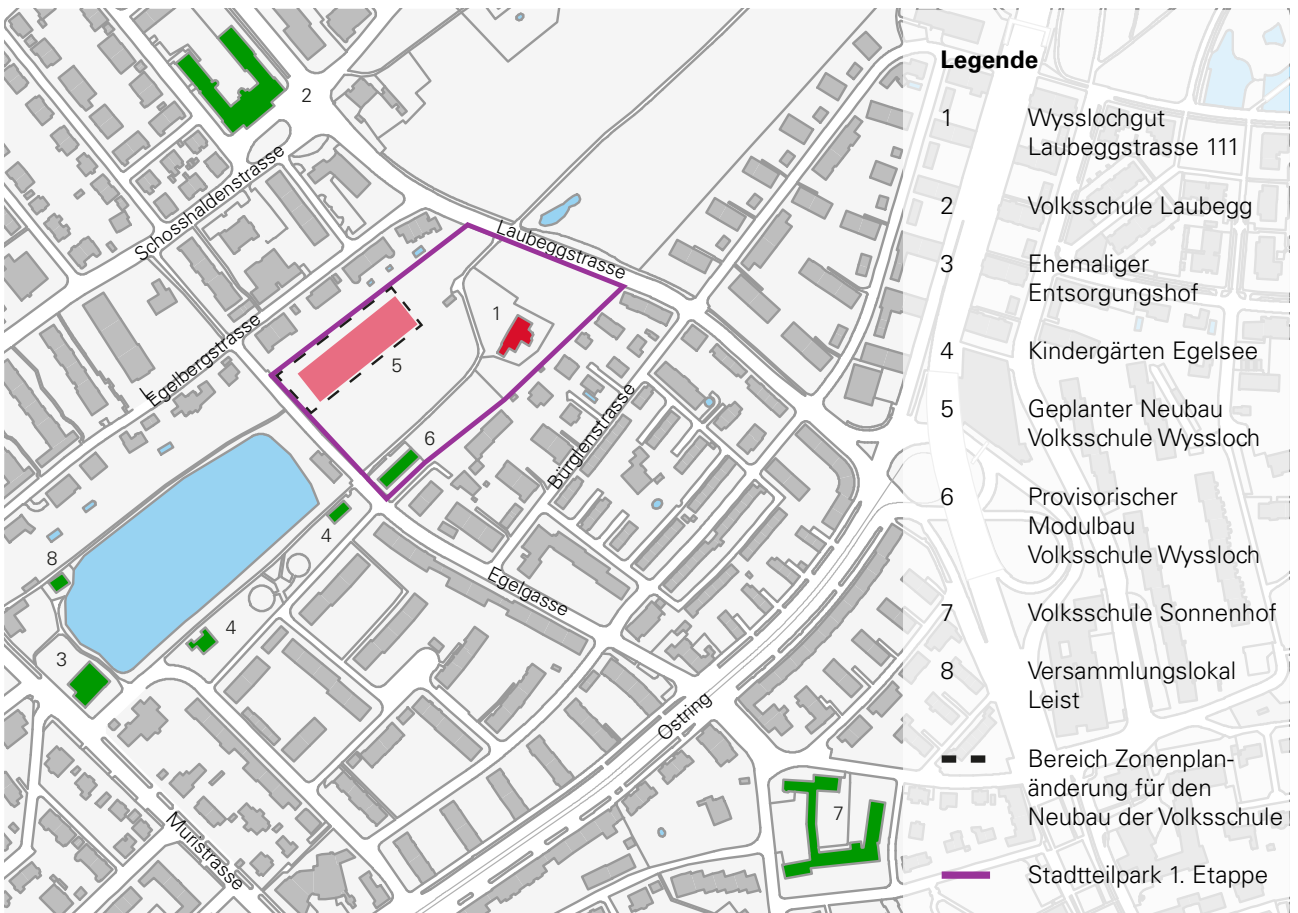 2
Schosshaldenstrasse
Laubeggstrasse
1
5
Egelbergstrasse
6
Bürglenstrasse
4
8
Egelgasse
4
3
Ostring
7
Muristrasse
Legende
1 Wysslochgut
Laubeggstrasse 111
2 Volksschule Laubegg
3 Ehemaliger
Entsorgungshof
4 Kindergärten Egelsee
5 Geplanter Neubau
Volksschule Wyssloch
6 Provisorischer
Modulbau
Volksschule Wyssloch
7 Volksschule Sonnenhof
8 Versammlungslokal
Leist
Bereich Zonenplan-
änderung für den
Neubau der Volksschule
Stadtteilpark 1. Etappe